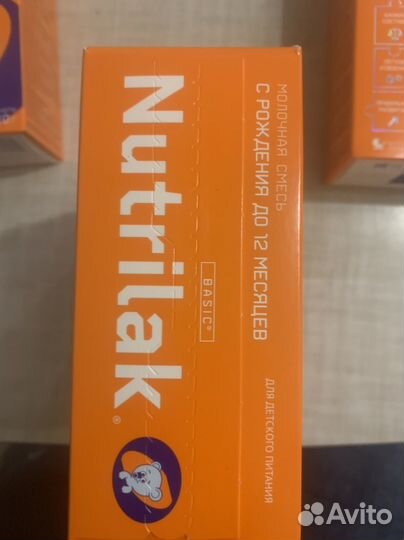 Nutrilak®
BASIC®
МОЛОЧНАЯ СМЕСЬ
С РОЖДЕНИЯ ДО 12 МЕСЯЦЕВ
ДЛЯ ДЕТСКОГО ПИТАНИЯ
Avito